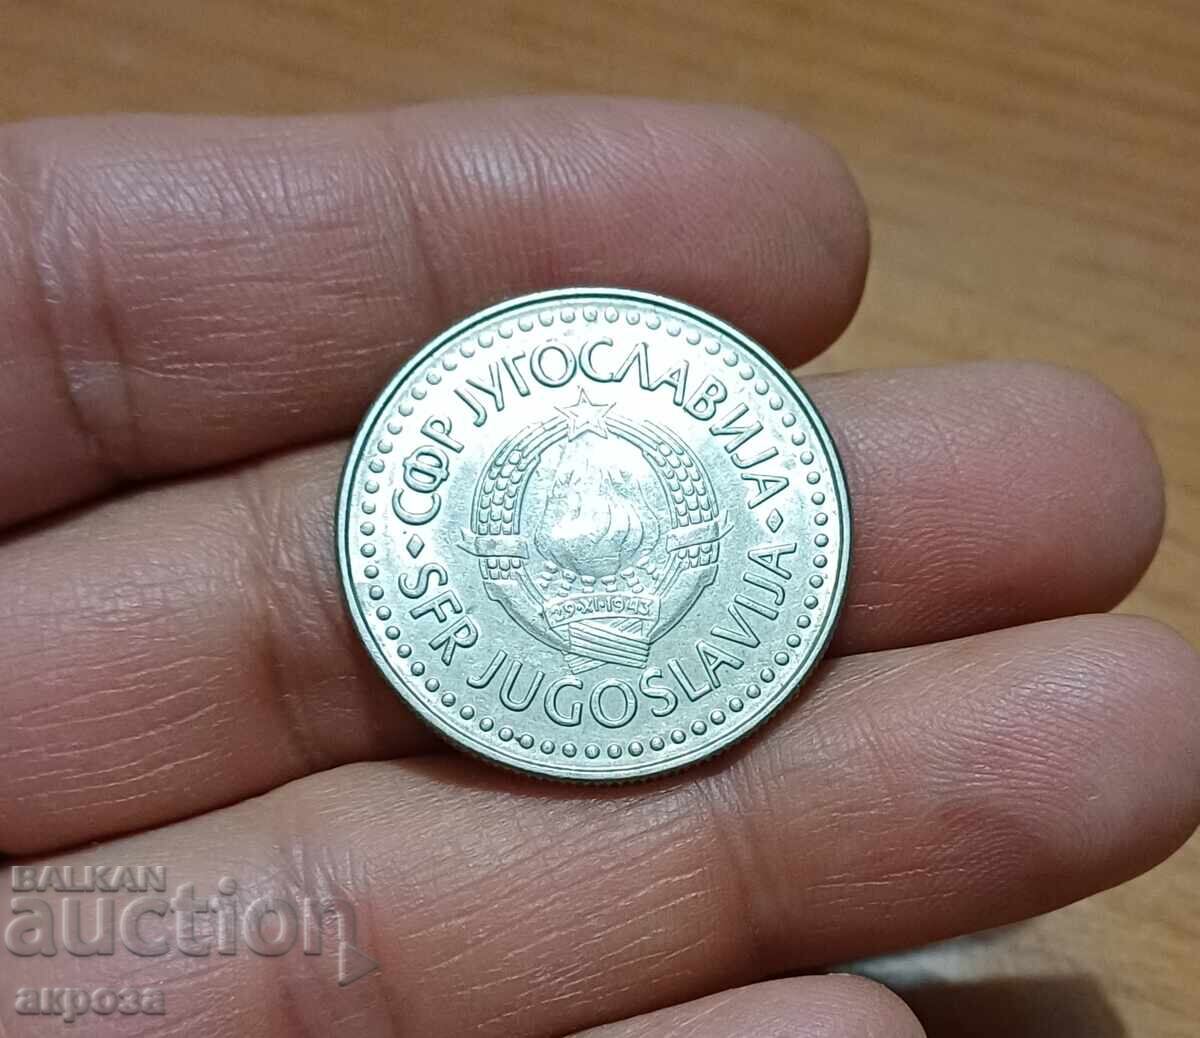 СФР ЈУГОСЛАВИЈА
SFR JUGOSLAVIJA
29·XI·1943
BALKAN
auction
акроза